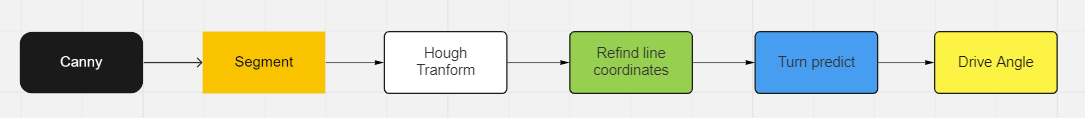 Canny
Segment
Hough
Tranform
Refind line
coordinates
Turn predict
Drive Angle